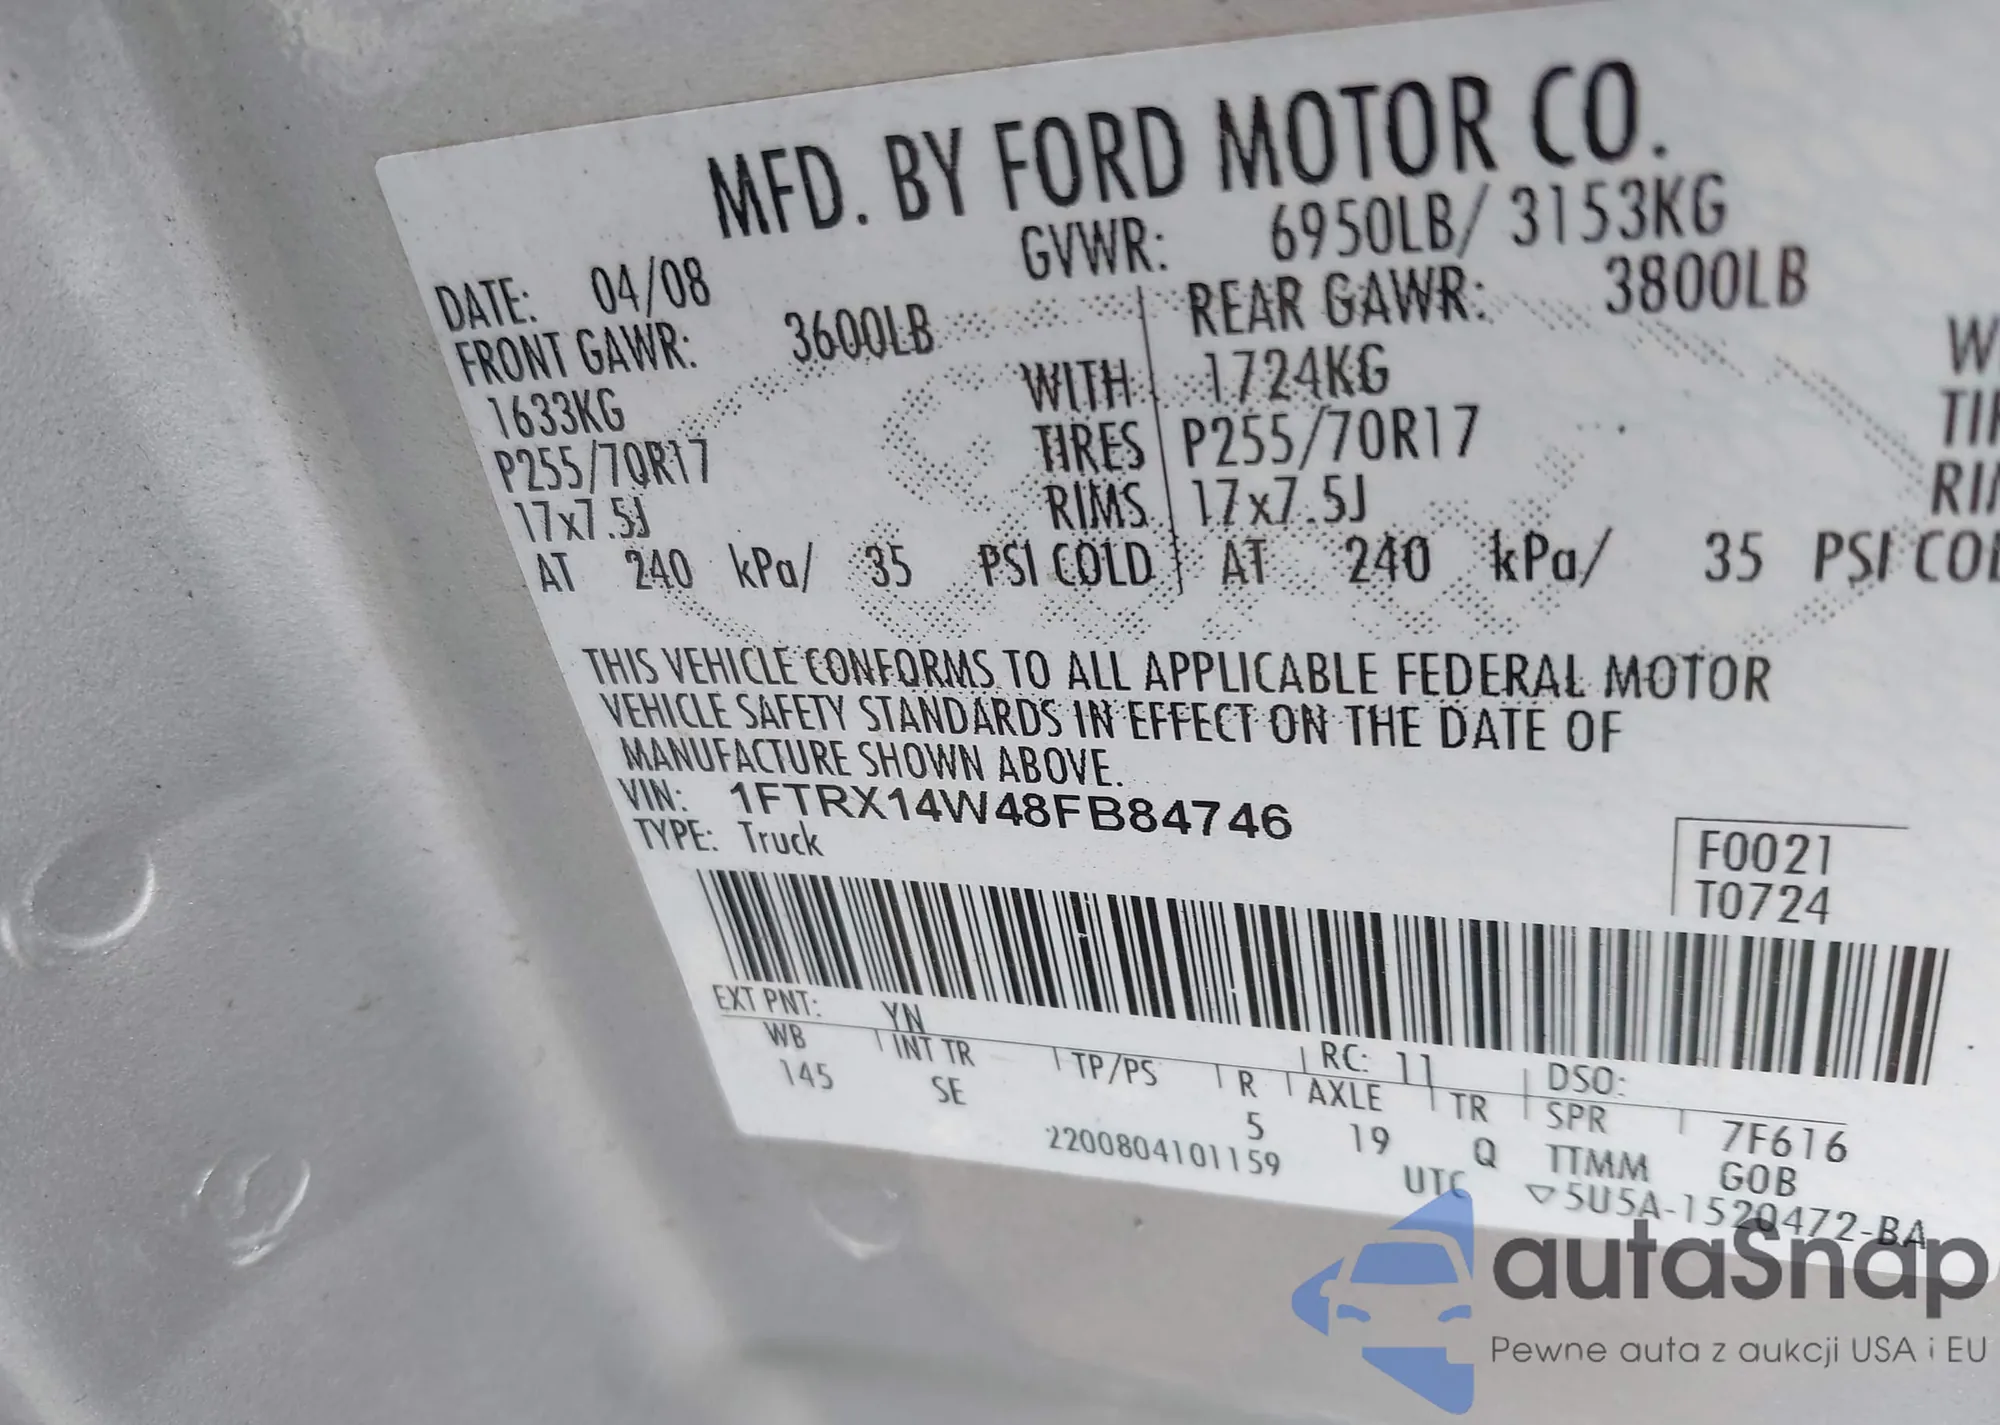 MFD. BY FORD MOTOR CO.
DATE: 04/08 GVWR: 6950LB/ 3153KG
FRONT GAWR: 3600LB REAR GAWR: 3800LB
1633KG WITH 1724KG
P255/70R17 TIRES P255/70R17
17x7.5J RIMS 17x7.5J
AT 240 kPa/ 35 PSI COLD AT 240 kPa/ 35 PSI
THIS VEHICLE CONFORMS TO ALL APPLICABLE FEDERAL MOTOR
VEHICLE SAFETY STANDARDS IN EFFECT ON THE DATE OF
MANUFACTURE SHOWN ABOVE.
VIN: 1FTRX14W48FB84746
TYPE: Truck
F0021
T0724
EXT PNT: YN RC: 11 DSO:
WB INT TR TP/PS R AXLE TR SPR 7F616
145 SE 5 19 Q TTMM G0B
2200804101159 UTC ▽5U5A-1520472-BA
autaSnap
Pewne auta z aukcji USA i EU